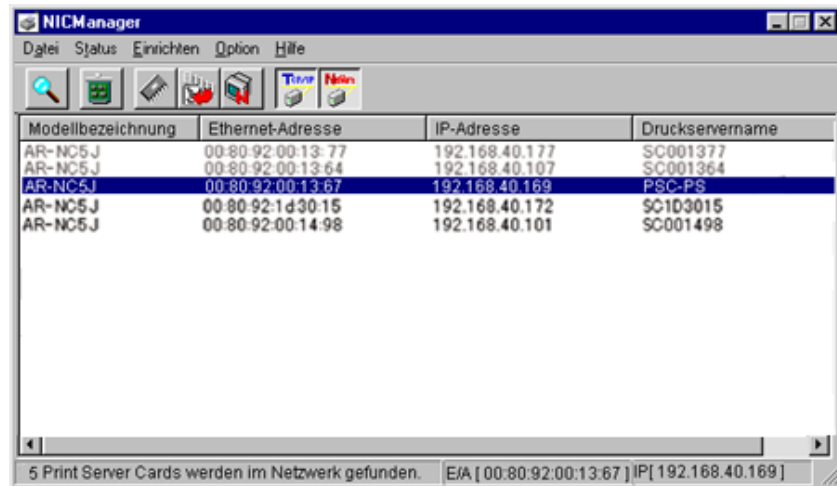 NICManager
Datei Status Einrichten Option Hilfe
Modellbezeichnung Ethernet-Adresse IP-Adresse Druckservername
AR-NC5J 00:80:92:00:13:77 192.168.40.177 SC001377
AR-NC5J 00:80:92:00:13:64 192.168.40.107 SC001364
AR-NC5J 00:80:92:00:13:67 192.168.40.169 PSC-PS
AR-NC5J 00:80:92:1d:30:15 192.168.40.172 SC1D3015
AR-NC5J 00:80:92:00:14:98 192.168.40.101 SC001498
5 Print Server Cards werden im Netzwerk gefunden. E/A [ 00:80:92:00:13:67 ] IP[ 192.168.40.169 ]